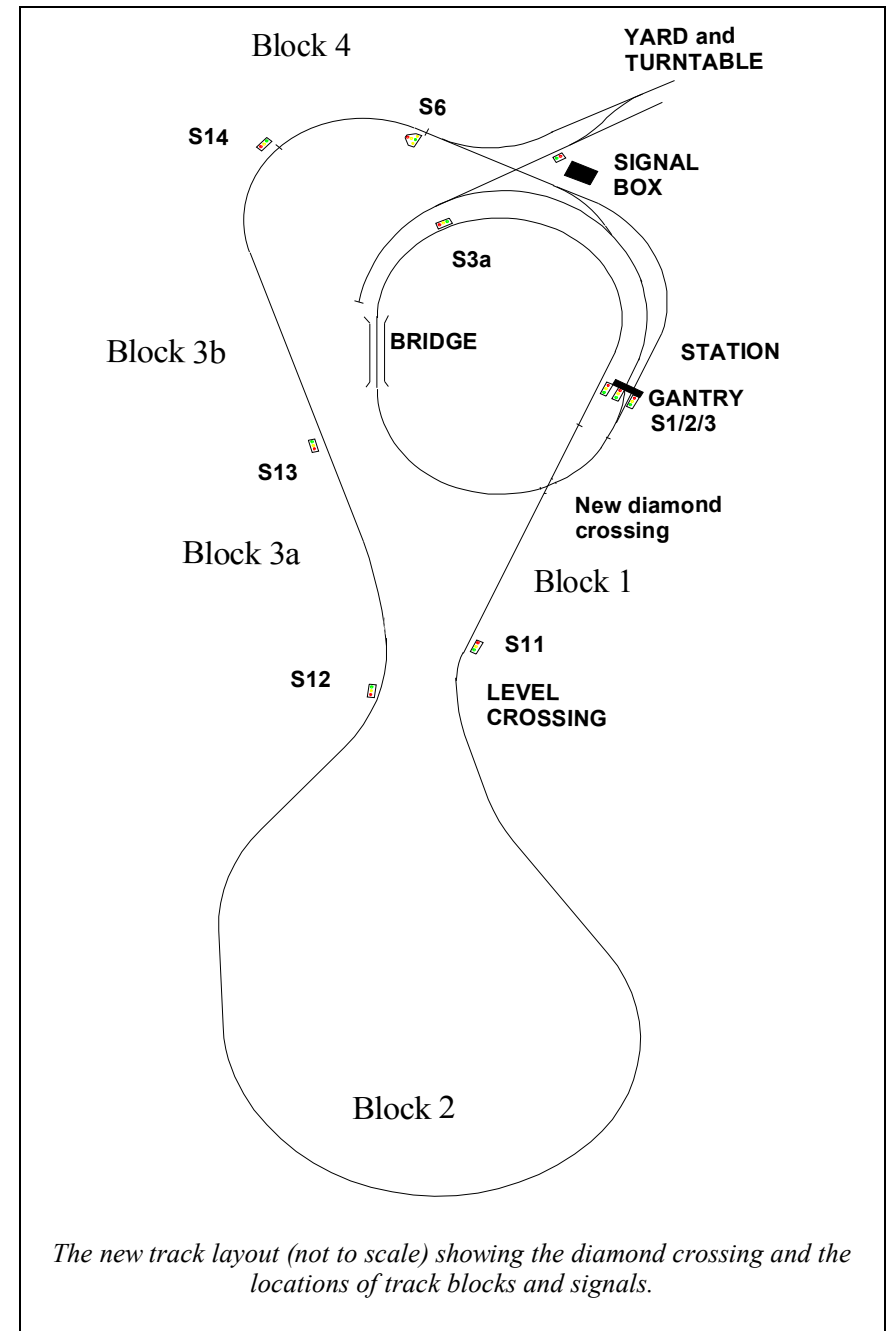 Block 4
YARD and
TURNTABLE
S6
S14
SIGNAL
BOX
S3a
Block 3b
BRIDGE
STATION
GANTRY
S1/2/3
S13
New diamond
crossing
Block 3a
Block 1
S11
S12
LEVEL
CROSSING
Block 2
The new track layout (not to scale) showing the diamond crossing and the
locations of track blocks and signals.